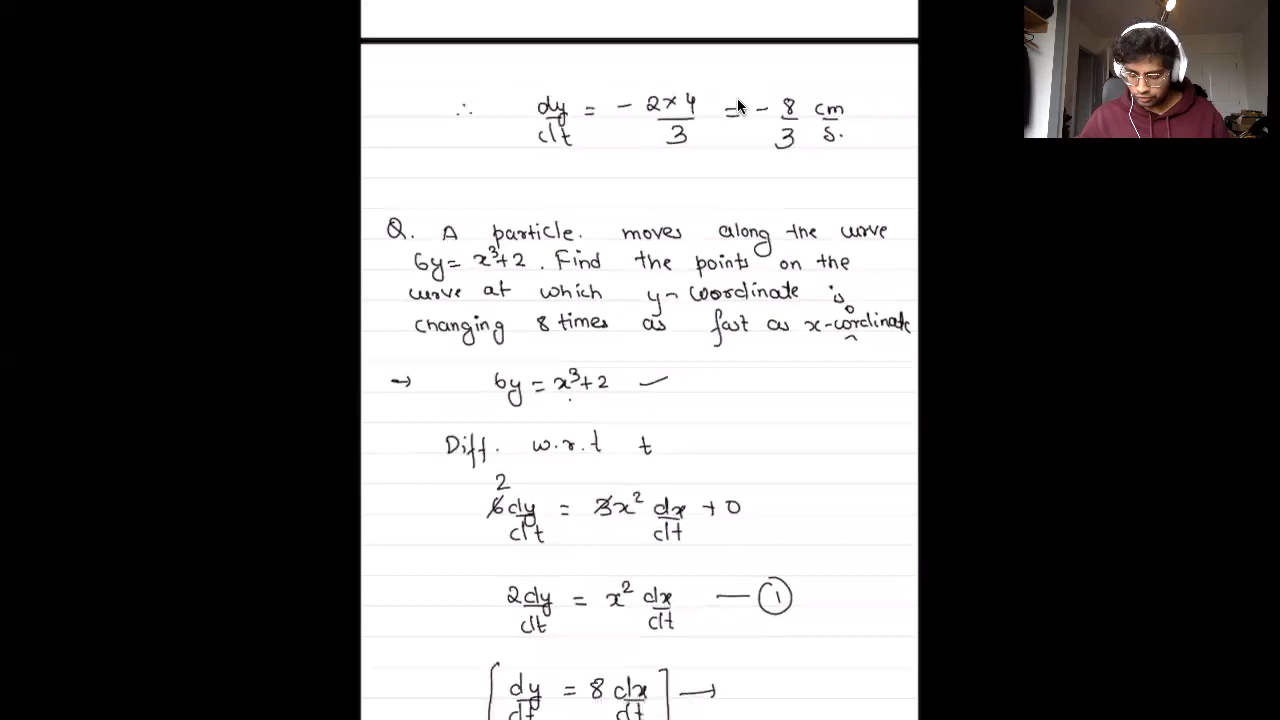 ∴ dy/dt = - 2×4/3 = - 8/3 cm/s.
Q. A particle. moves along the curve
6y = x³+2 . Find the points on the
curve at which y-coordinate is
changing 8 times as fast as x-coordinate
→ 6y = x³+2
Diff. w.r.t t
2
6 dy/dt = 3x² dx/dt + 0
2dy/dt = x² dx/dt — ①
[ dy/dt = 8 dx/dt ] →